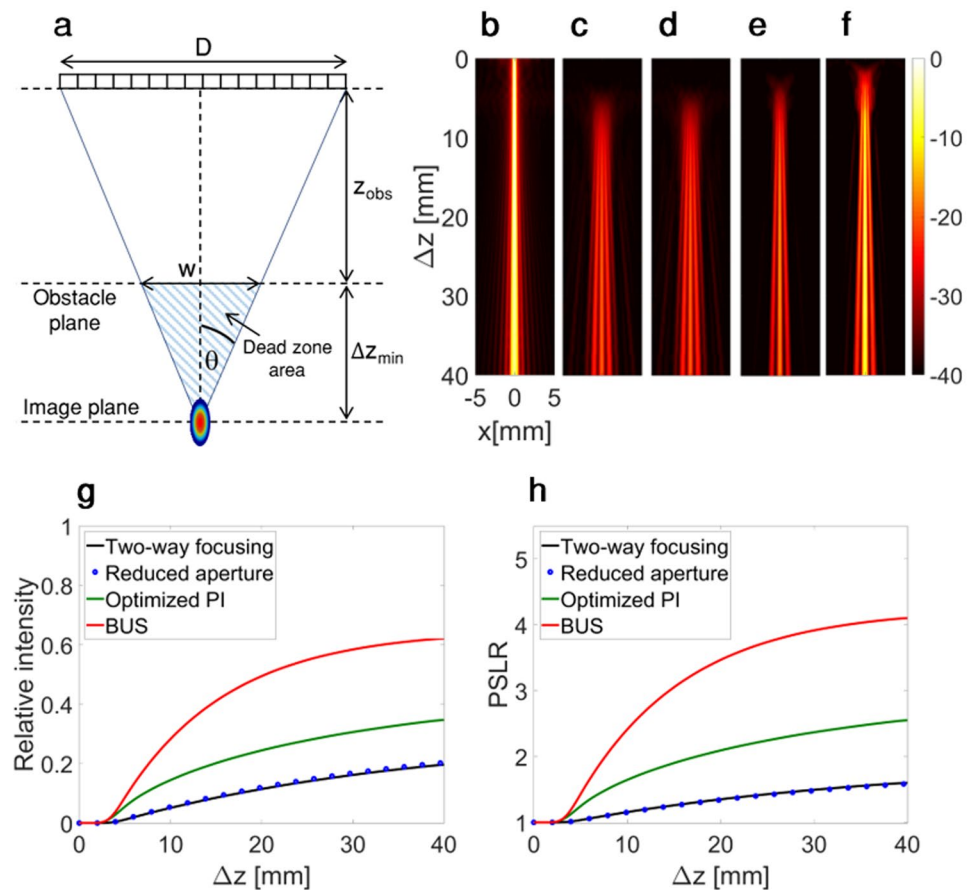 a
D
z_obs
w
Obstacle
plane
Dead zone
area
θ
Δz_min
Image plane
b
c
d
e
f
0
10
20
30
40
Δz [mm]
-5
0
5
x[mm]
0
-10
-20
-30
-40
g
1
0.8
0.6
0.4
0.2
0
Relative intensity
Two-way focusing
Reduced aperture
Optimized PI
BUS
0
10
20
30
40
Δz [mm]
h
5
4
3
2
1
PSLR
Two-way focusing
Reduced aperture
Optimized PI
BUS
0
10
20
30
40
Δz [mm]